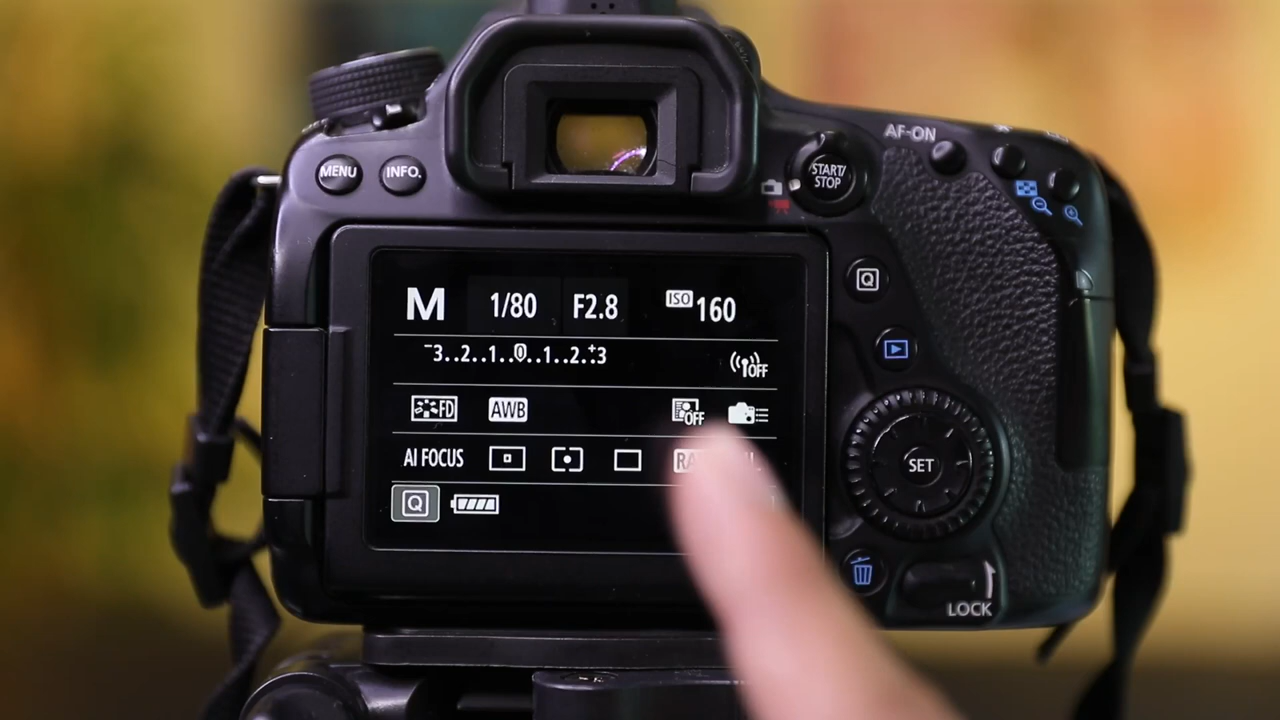 AF-ON
MENU INFO. START/
STOP
Q
M 1/80 F2.8 ISO 160
-3..2..1..0..1..2.+3 OFF
FD AWB OFF
AI FOCUS
Q
SET
LOCK